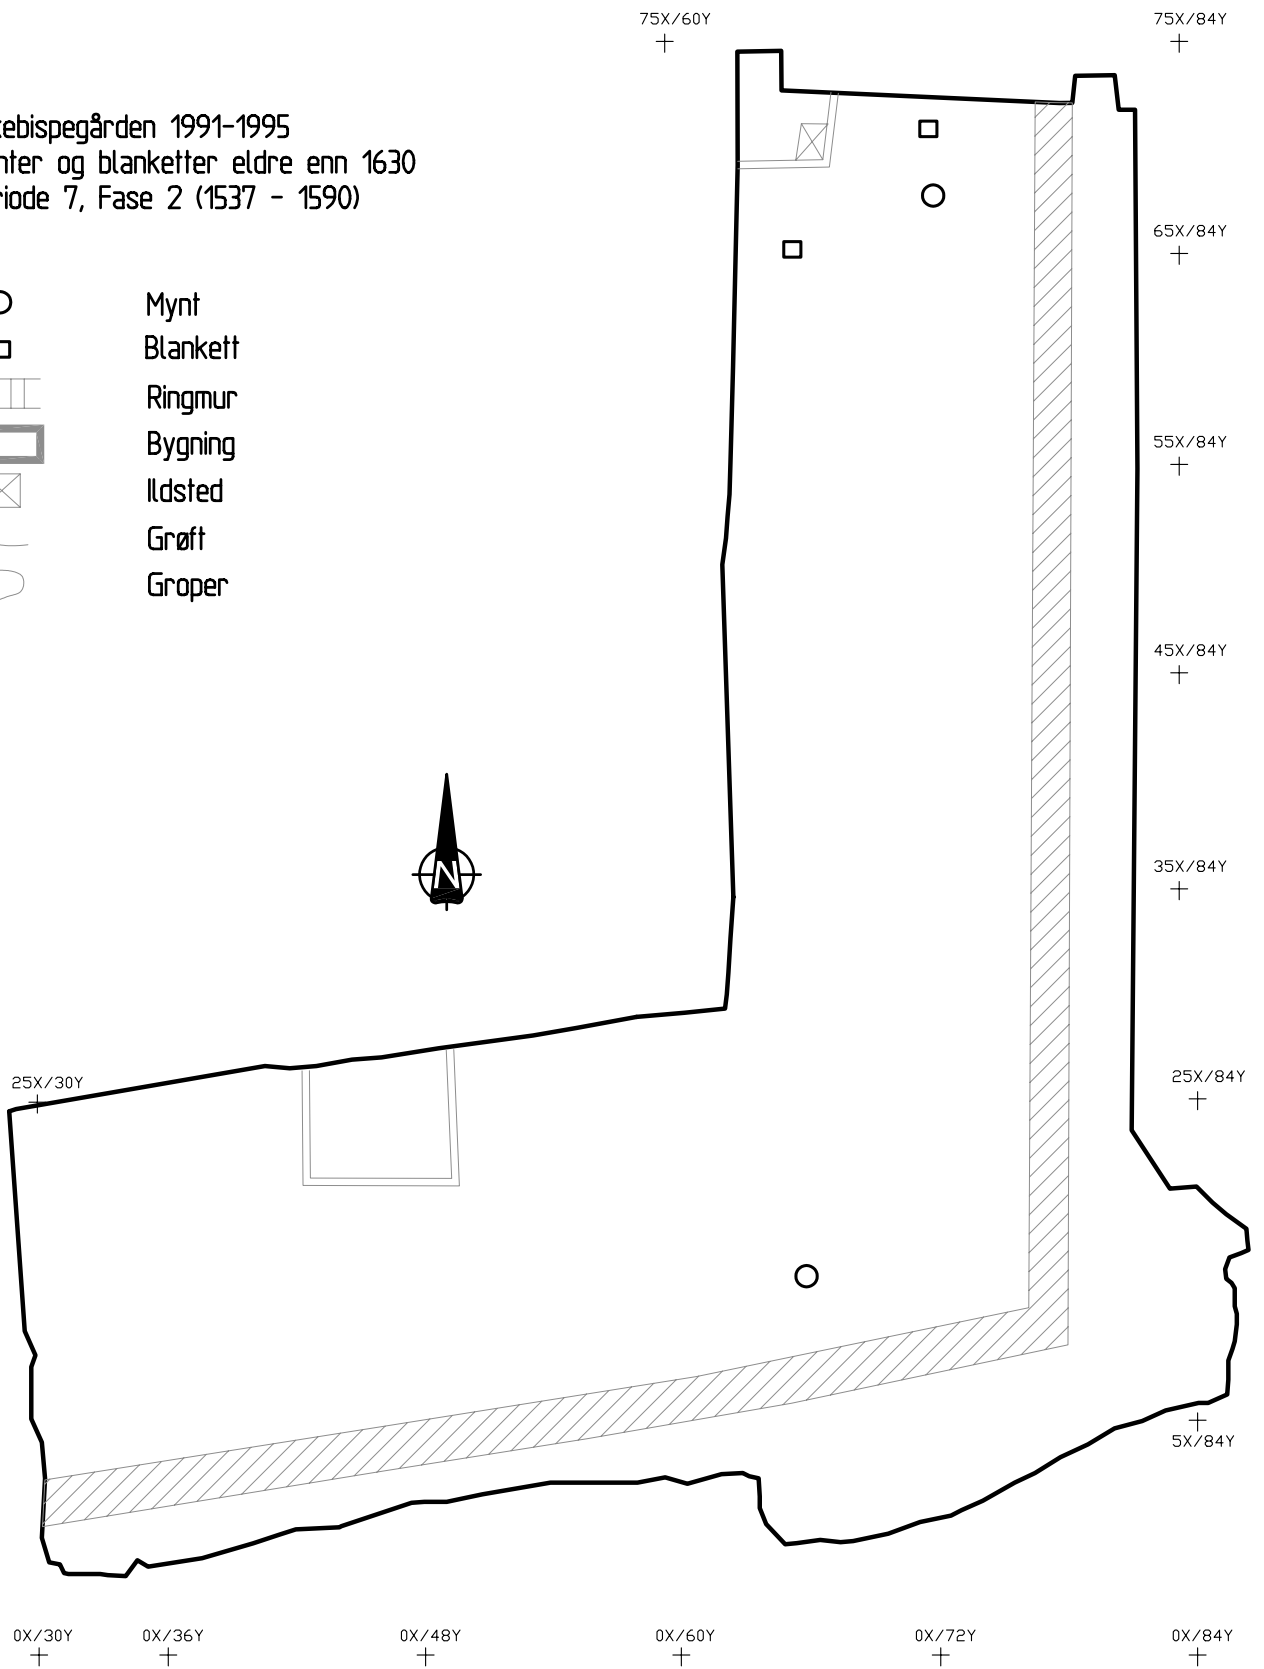 75X/60Y 75X/84Y
ebispegården 1991-1995
nter og blanketter eldre enn 1630
riode 7, Fase 2 (1537 - 1590)
65X/84Y
Mynt
Blankett
Ringmur
Bygning
Ildsted
Grøft
Groper
55X/84Y
45X/84Y
N
35X/84Y
25X/30Y 25X/84Y
5X/84Y
0X/30Y 0X/36Y 0X/48Y 0X/60Y 0X/72Y 0X/84Y